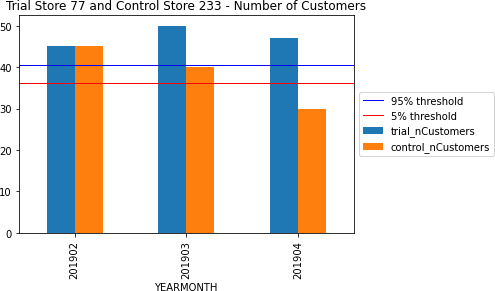 Trial Store 77 and Control Store 233 - Number of Customers
50
40
30
20
10
0
201902
201903
201904
YEARMONTH
95% threshold
5% threshold
trial_nCustomers
control_nCustomers